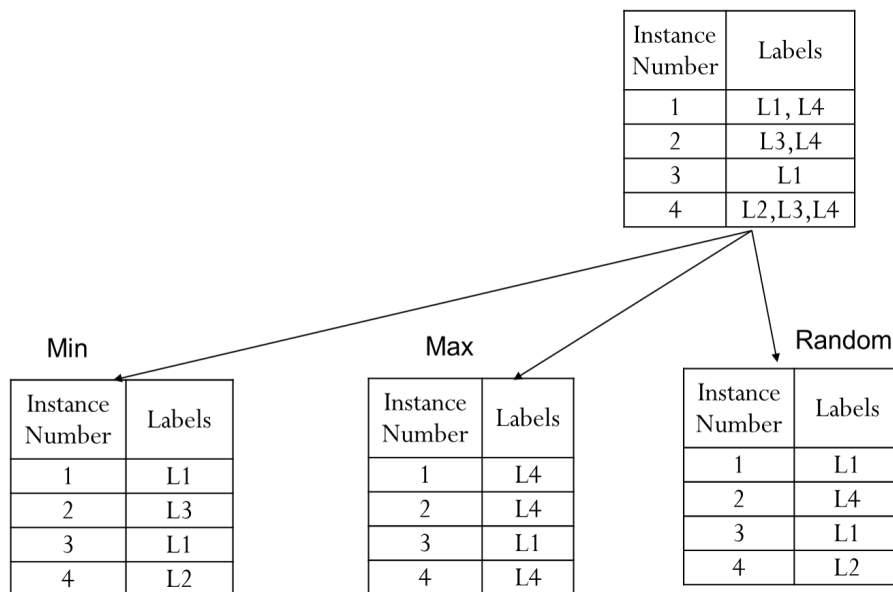 Instance Number Labels
1 L1, L4
2 L3,L4
3 L1
4 L2,L3,L4
Min
Instance Number Labels
1 L1
2 L3
3 L1
4 L2
Max
Instance Number Labels
1 L4
2 L4
3 L1
4 L4
Random
Instance Number Labels
1 L1
2 L4
3 L1
4 L2